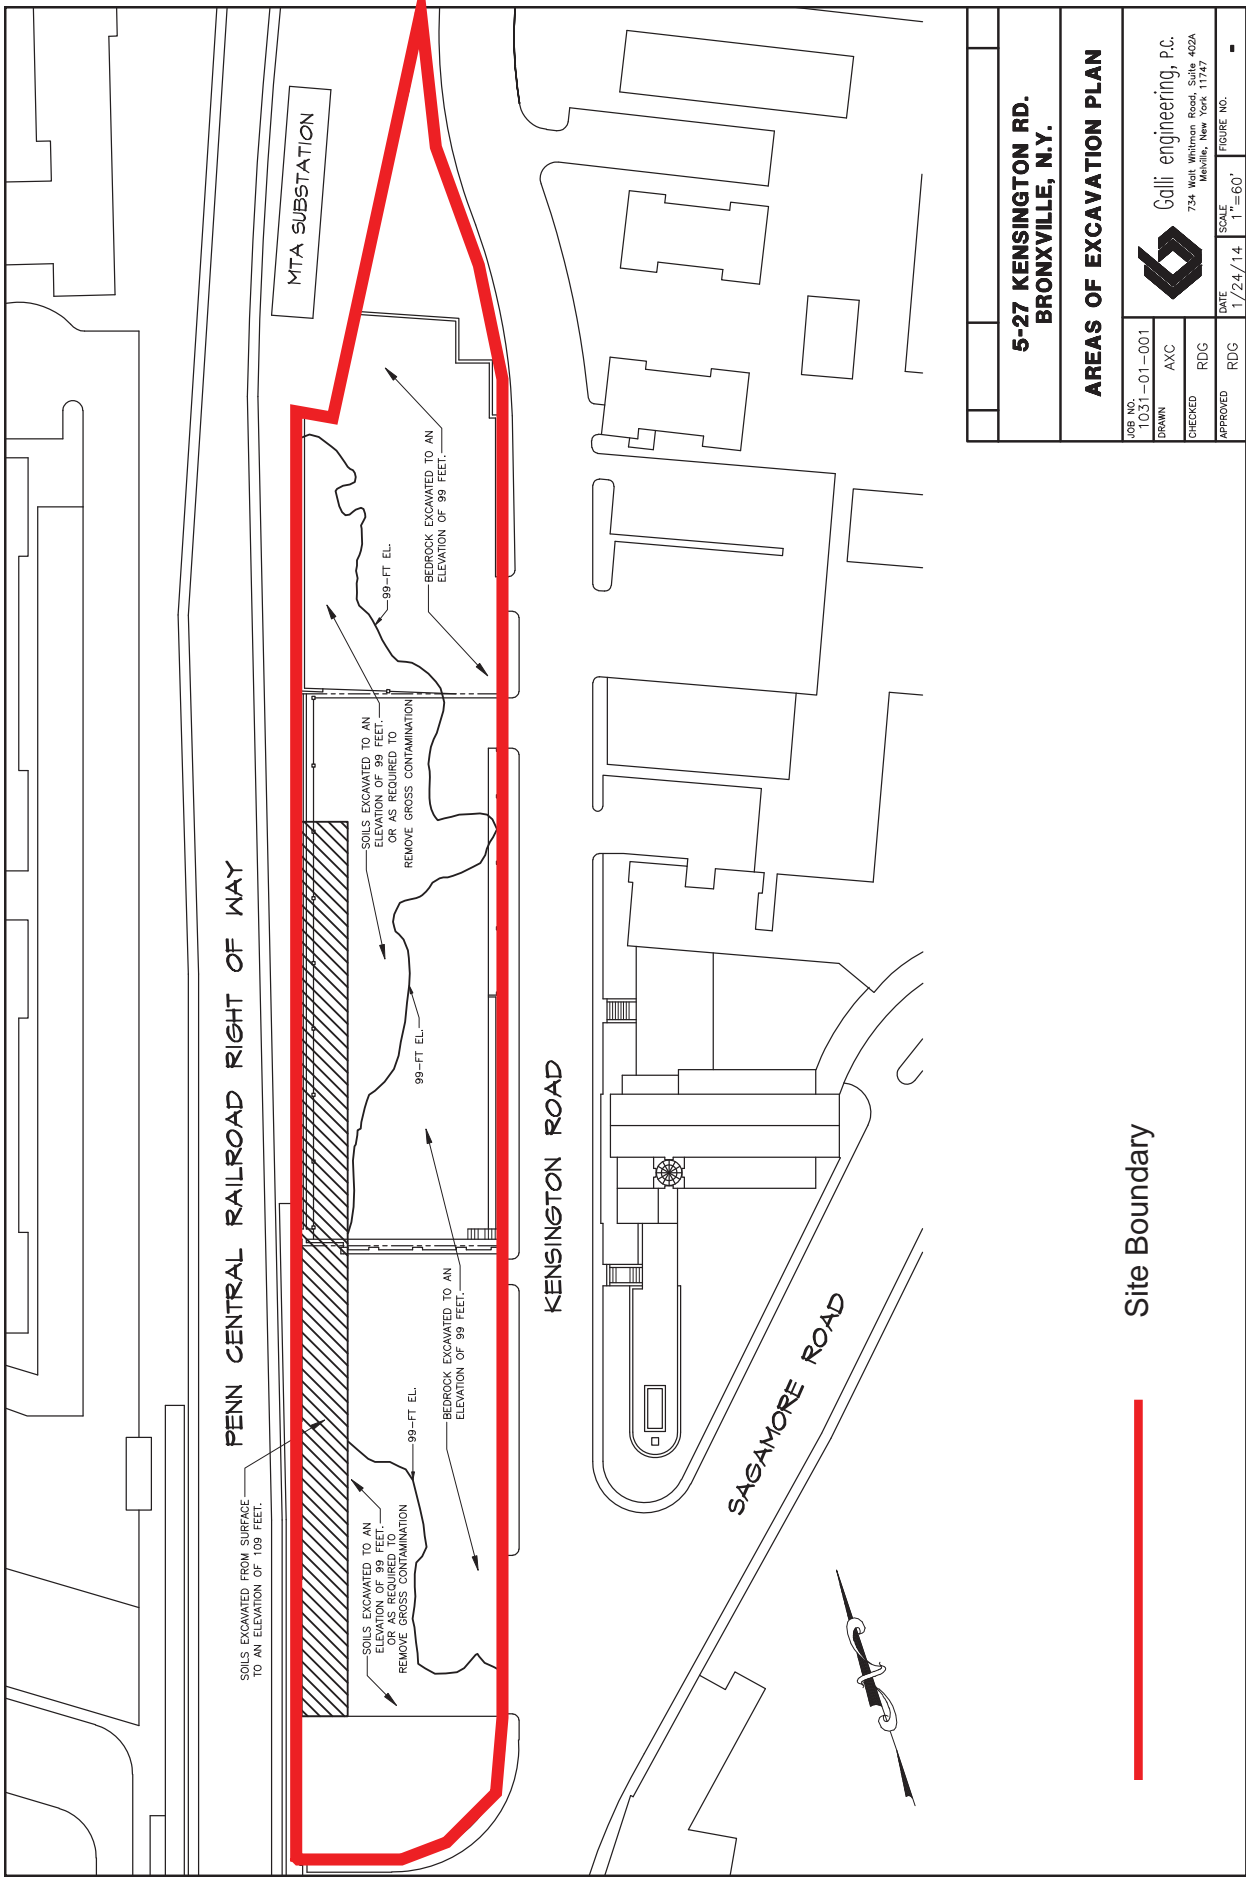 MTA SUBSTATION
PENN CENTRAL RAILROAD RIGHT OF WAY
SOILS EXCAVATED FROM SURFACE
TO AN ELEVATION OF 109 FEET.
SOILS EXCAVATED TO AN
ELEVATION OF 99 FEET.
OR AS REQUIRED TO
REMOVE GROSS CONTAMINATION
99-FT EL.
BEDROCK EXCAVATED TO AN
ELEVATION OF 99 FEET.
99-FT EL.
SOILS EXCAVATED TO AN
ELEVATION OF 99 FEET.
OR AS REQUIRED TO
REMOVE GROSS CONTAMINATION
99-FT EL.
BEDROCK EXCAVATED TO AN
ELEVATION OF 99 FEET.
KENSINGTON ROAD
SAGAMORE ROAD
Site Boundary
5-27 KENSINGTON RD.
BRONXVILLE, N.Y.
AREAS OF EXCAVATION PLAN
JOB NO.
1031-01-001
DRAWN
AXC
CHECKED
RDG
APPROVED
RDG
Galli engineering, P.C.
734 Walt Whitman Road, Suite 402A
Melville, New York 11747
DATE
1/24/14
SCALE
1"=60'
FIGURE NO.
-